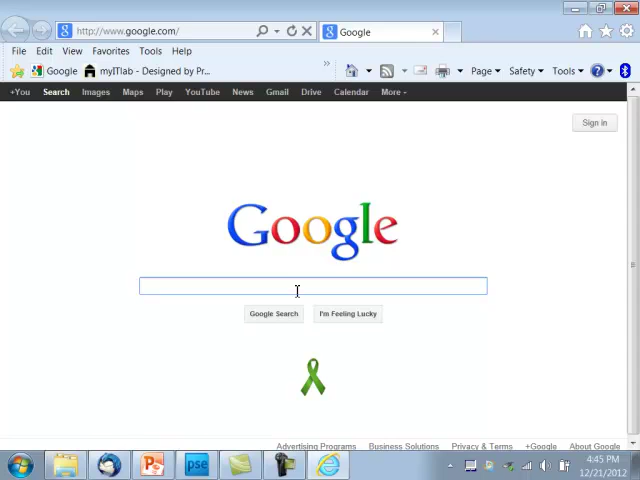 http://www.google.com/
Google
File Edit View Favorites Tools Help
Google myITlab - Designed by Pr... Page Safety Tools
+You Search Images Maps Play YouTube News Gmail Drive Calendar More
Sign in
Google
Google Search I'm Feeling Lucky
Advertising Programs Business Solutions Privacy & Terms +Google About Google
pse
4:45 PM
12/21/2012